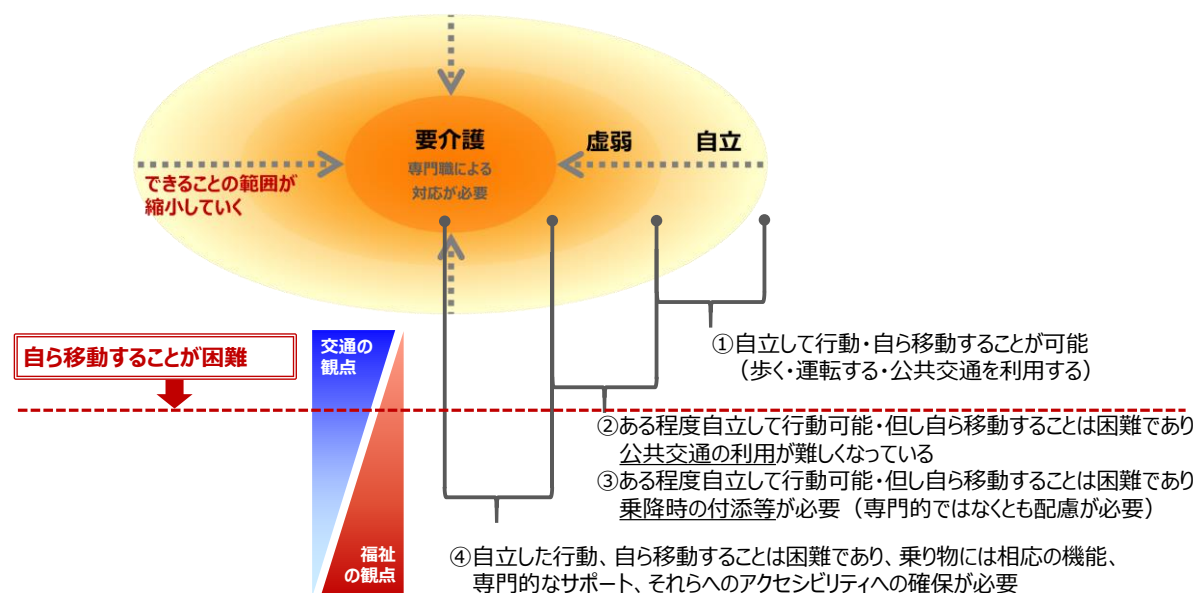 要介護
専門職による
対応が必要
虚弱
自立
できることの範囲が
縮小していく
自ら移動することが困難
交通の
観点
福祉
の観点
①自立して行動・自ら移動することが可能
（歩く・運転する・公共交通を利用する）
②ある程度自立して行動可能・但し自ら移動することは困難であり
公共交通の利用が難しくなっている
③ある程度自立して行動可能・但し自ら移動することは困難であり
乗降時の付添等が必要（専門的ではなくとも配慮が必要）
④自立した行動、自ら移動することは困難であり、乗り物には相応の機能、
専門的なサポート、それらへのアクセシビリティへの確保が必要